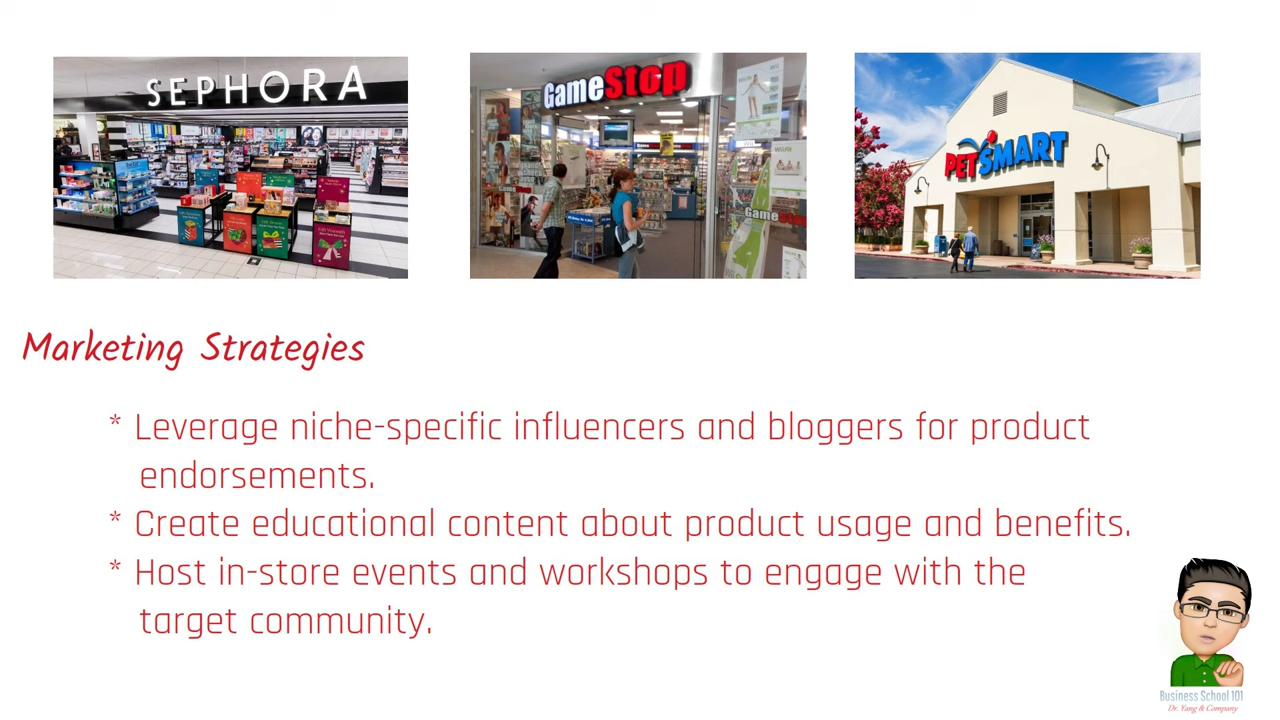 SEPHORA
GameStop
PETSMART
GameStop
Marketing Strategies
* Leverage niche-specific influencers and bloggers for product
endorsements.
* Create educational content about product usage and benefits.
* Host in-store events and workshops to engage with the
target community.
Business School 101
Dr. Yang & Company